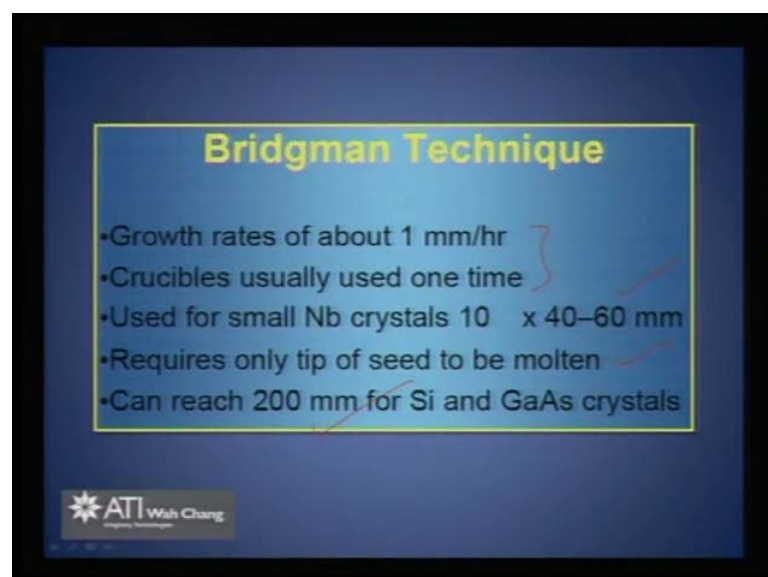 Bridgman Technique
•Growth rates of about 1 mm/hr
•Crucibles usually used one time
•Used for small Nb crystals 10 x 40–60 mm
•Requires only tip of seed to be molten
•Can reach 200 mm for Si and GaAs crystals
ATI Wah Chang